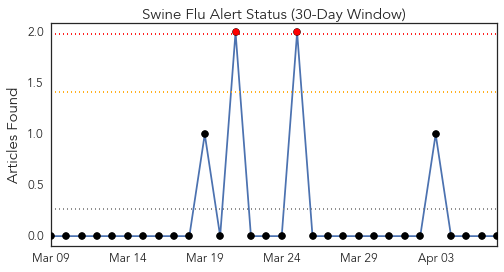 Swine Flu Alert Status (30-Day Window)
Articles Found
2.0
1.5
1.0
0.5
0.0
Mar 09 Mar 14 Mar 19 Mar 24 Mar 29 Apr 03